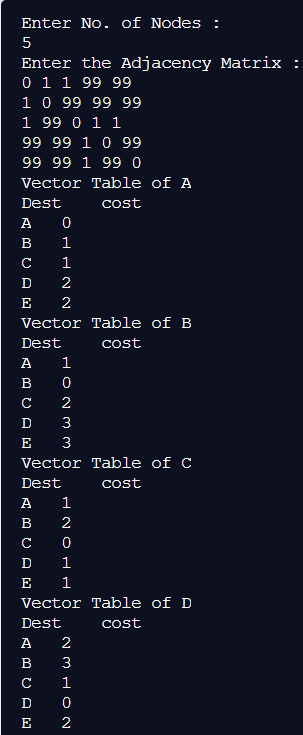 Enter No. of Nodes :
5
Enter the Adjacency Matrix :
0 1 1 99 99
1 0 99 99 99
1 99 0 1 1
99 99 1 0 99
99 99 1 99 0
Vector Table of A
Dest    cost
A   0
B   1
C   1
D   2
E   2
Vector Table of B
Dest    cost
A   1
B   0
C   2
D   3
E   3
Vector Table of C
Dest    cost
A   1
B   2
C   0
D   1
E   1
Vector Table of D
Dest    cost
A   2
B   3
C   1
D   0
E   2